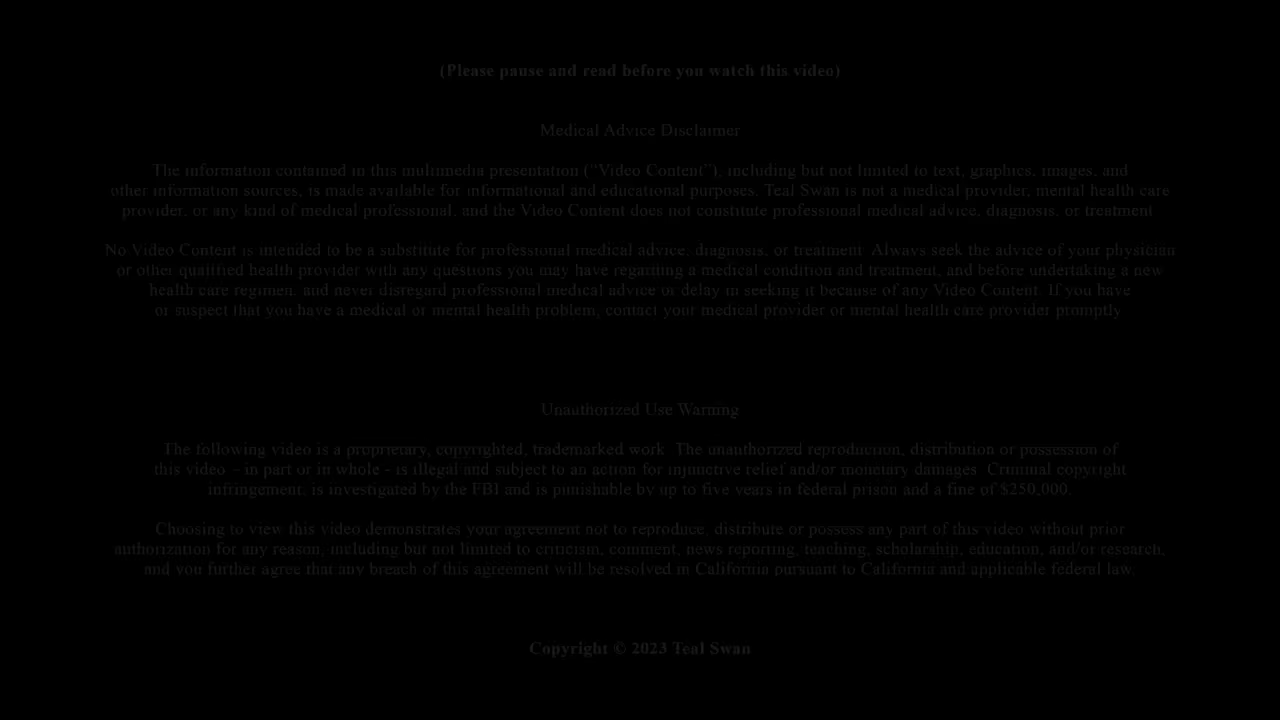 (Please pause and read before you watch this video)
Medical Advice Disclaimer
The information contained in this multimedia presentation ("Video Content"), including but not limited to text, graphics, images, and
other information sources, is made available for informational and educational purposes. Teal Swan is not a medical provider, mental health care
provider, or any kind of medical professional, and the Video Content does not constitute professional medical advice, diagnosis, or treatment.
No Video Content is intended to be a substitute for professional medical advice, diagnosis, or treatment. Always seek the advice of your physician
or other qualified health provider with any questions you may have regarding a medical condition and treatment, and before undertaking a new
health care regimen, and never disregard professional medical advice or delay in seeking it because of any Video Content. If you have
or suspect that you have a medical or mental health problem, contact your medical provider or mental health care provider promptly.
Unauthorized Use Warning
The following video is a proprietary, copyrighted, trademarked work. The unauthorized reproduction, distribution or possession of
this video – in part or in whole - is illegal and subject to an action for injunctive relief and/or monetary damages. Criminal copyright
infringement, is investigated by the FBI and is punishable by up to five years in federal prison and a fine of $250,000.
Choosing to view this video demonstrates your agreement not to reproduce, distribute or possess any part of this video without prior
authorization for any reason, including but not limited to criticism, comment, news reporting, teaching, scholarship, education, and/or research,
and you further agree that any breach of this agreement will be resolved in California pursuant to California and applicable federal law.
Copyright © 2023 Teal Swan